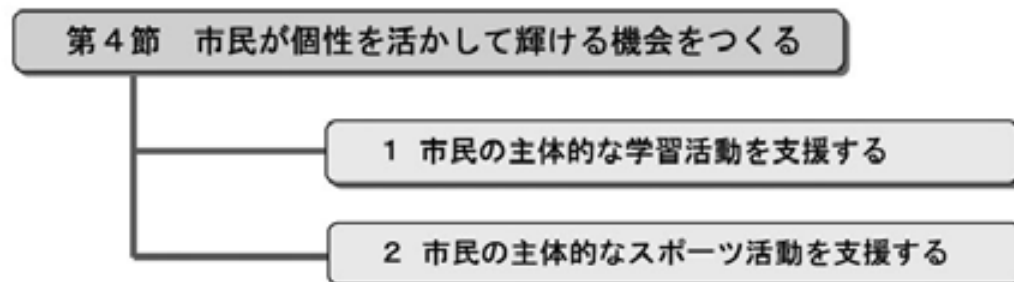 第４節　市民が個性を活かして輝ける機会をつくる
１　市民の主体的な学習活動を支援する
２　市民の主体的なスポーツ活動を支援する